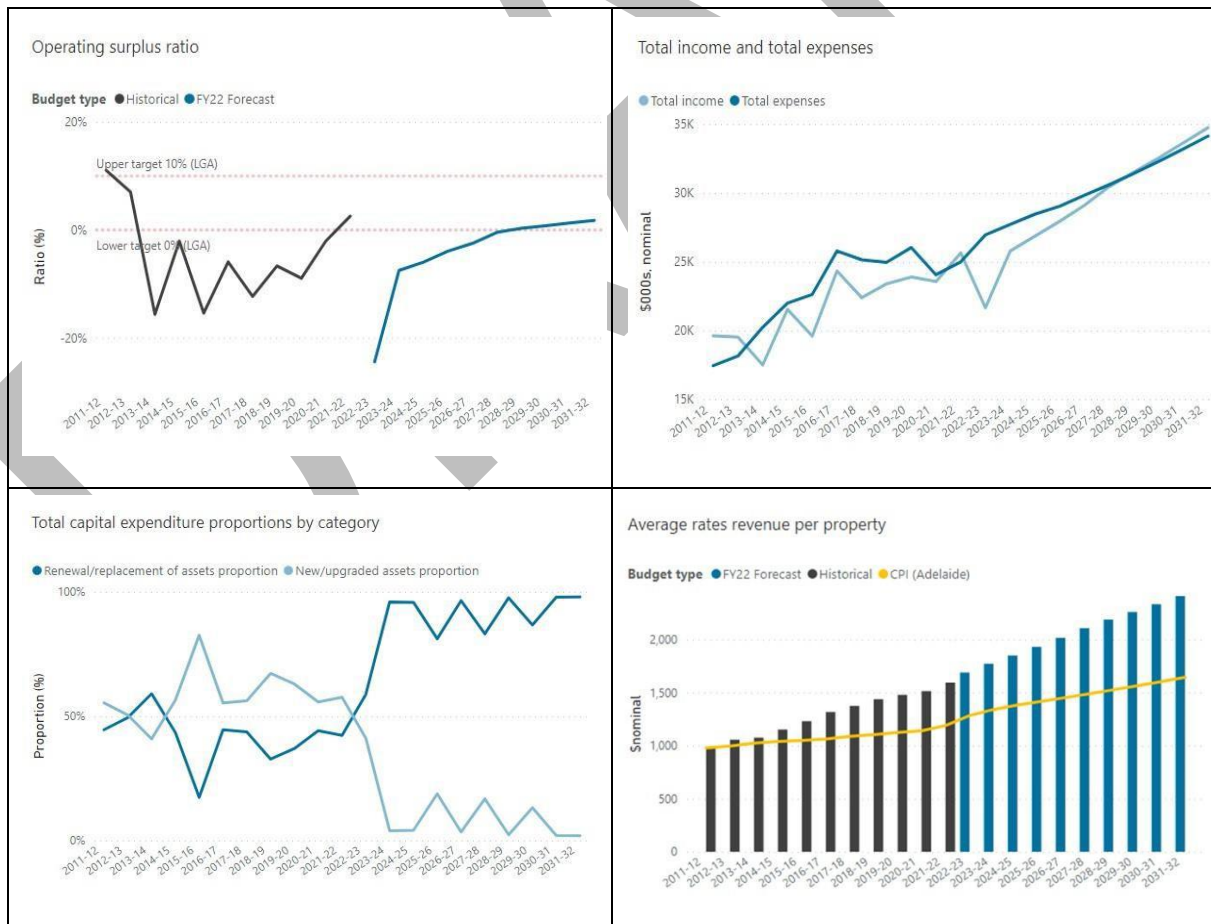 Operating surplus ratio
Budget type Historical FY22 Forecast
20%
Upper target 10% (LGA)
0%
Lower target 0% (LGA)
-20%
Ratio (%)
2011-12 2012-13 2013-14 2014-15 2015-16 2016-17 2017-18 2018-19 2019-20 2020-21 2021-22 2022-23 2023-24 2024-25 2025-26 2026-27 2027-28 2028-29 2029-30 2030-31 2031-32
Total income and total expenses
Total income Total expenses
35K
30K
25K
20K
15K
$000s, nominal
2011-12 2012-13 2013-14 2014-15 2015-16 2016-17 2017-18 2018-19 2019-20 2020-21 2021-22 2022-23 2023-24 2024-25 2025-26 2026-27 2027-28 2028-29 2029-30 2030-31 2031-32
Total capital expenditure proportions by category
Renewal/replacement of assets proportion New/upgraded assets proportion
100%
50%
0%
Proportion (%)
2011-12 2012-13 2013-14 2014-15 2015-16 2016-17 2017-18 2018-19 2019-20 2020-21 2021-22 2022-23 2023-24 2024-25 2025-26 2026-27 2027-28 2028-29 2029-30 2030-31 2031-32
Average rates revenue per property
Budget type FY22 Forecast Historical CPI (Adelaide)
2,000
1,500
1,000
500
0
$nominal
2011-12 2012-13 2013-14 2014-15 2015-16 2016-17 2017-18 2018-19 2019-20 2020-21 2021-22 2022-23 2023-24 2024-25 2025-26 2026-27 2027-28 2028-29 2029-30 2030-31 2031-32